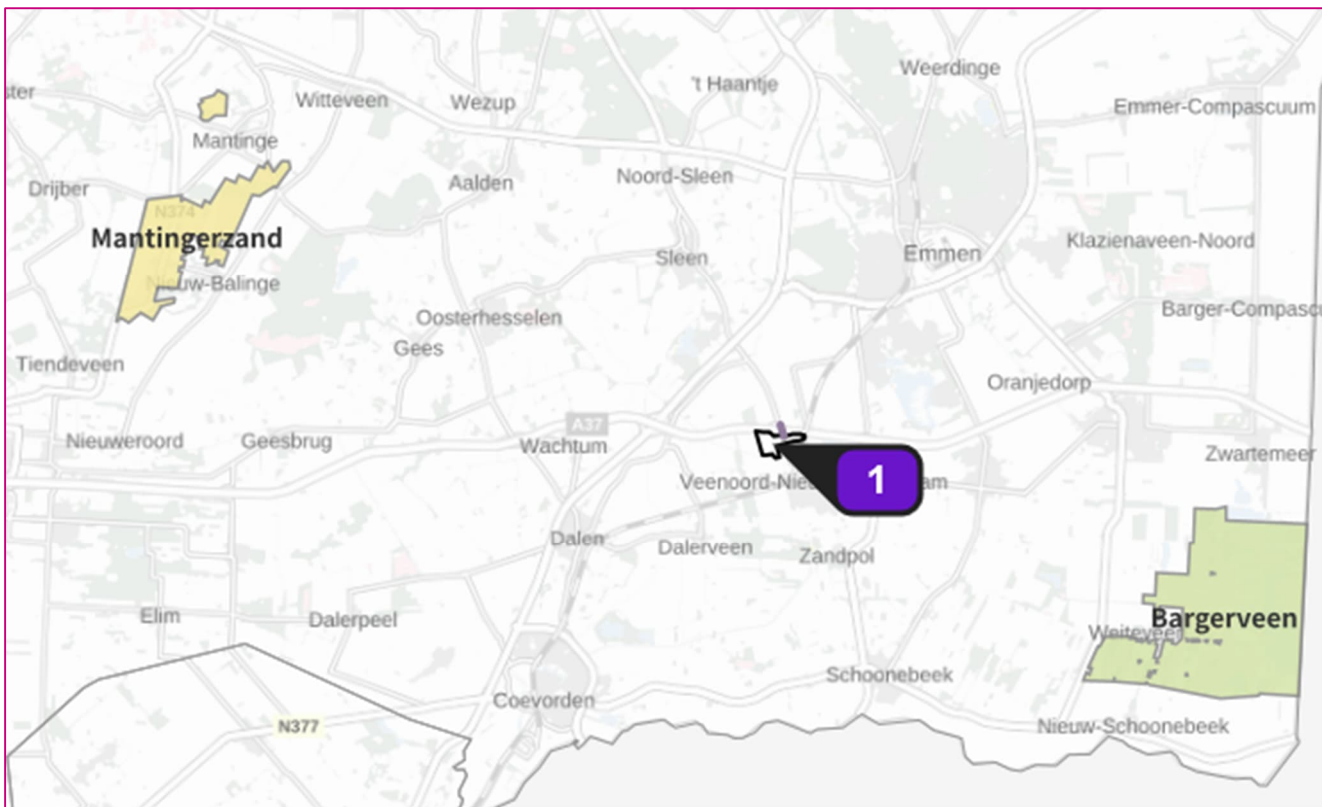 Weerdinge
't Haantje
ster
Witteveen
Wezup
Emmer-Compascuum
Mantinge
Noord-Sleen
Aalden
Drijber
N374
Mantingerzand
Klazienaveen-Noord
Emmen
Sleen
Nieuw-Balinge
Barger-Compascu
Oosterhesselen
Gees
Tiendeveen
Oranjedorp
A37
Nieuweroord
Geesbrug
Wachtum
Zwartemeer
1
Veenoord-Nieu am
Dalen
Dalerveen
Zandpol
Elim
Dalerpeel
Bargerveen
Weiteveen
Schoonebeek
Coevorden
N377
Nieuw-Schoonebeek